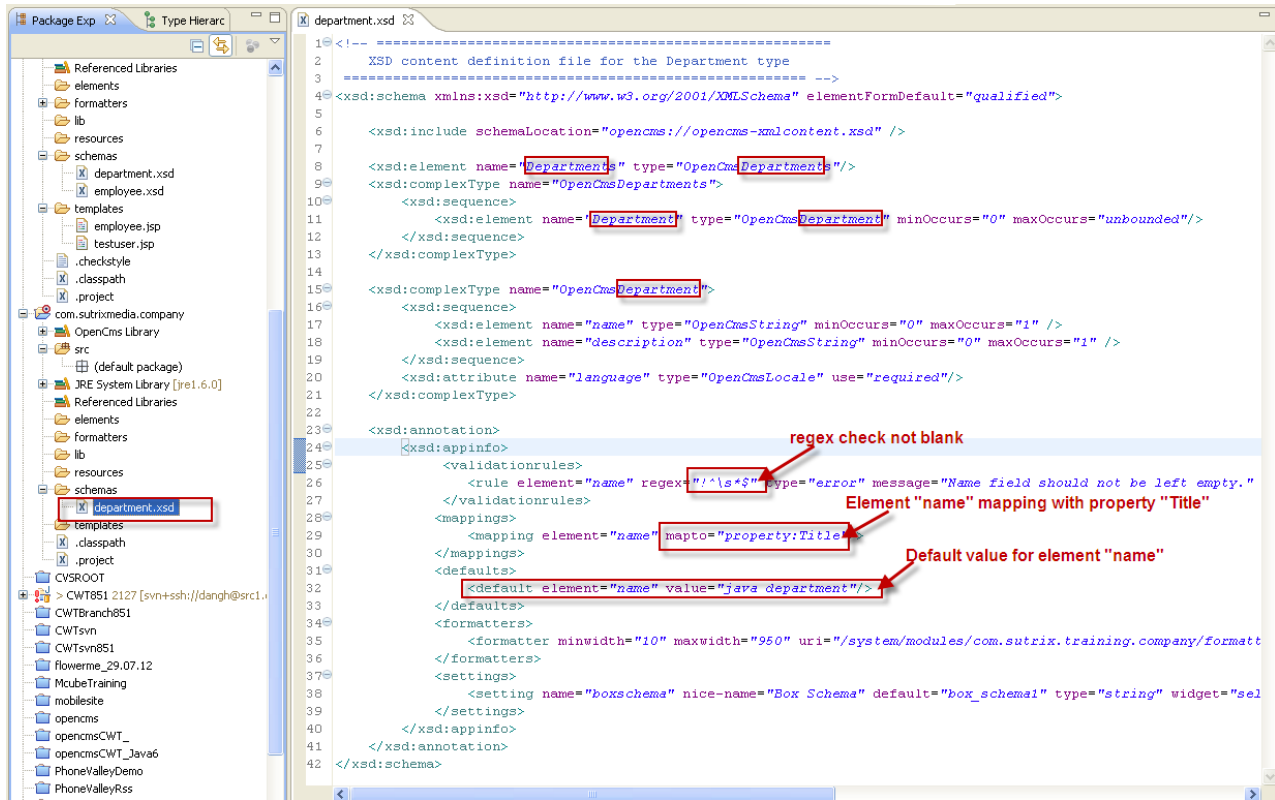 Package Exp
Type Hierarc
Referenced Libraries
elements
formatters
lib
resources
schemas
department.xsd
employee.xsd
templates
employee.jsp
testuser.jsp
.checkstyle
.classpath
.project
com.sutrixmedia.company
OpenCms Library
src
(default package)
JRE System Library [jre1.6.0]
Referenced Libraries
elements
formatters
lib
resources
schemas
department.xsd
templates
.classpath
.project
CVSROOT
> CWT851 2127 [svn+ssh://dangh@src1.
CWTBranch851
CWTsvn
CWTsvn851
flowerme_29.07.12
McubeTraining
mobilesite
opencms
opencmsCWT_
opencmsCWT_Java6
PhoneValleyDemo
PhoneValleyRss
department.xsd
1 <!-- =======================================================
2 XSD content definition file for the Department type
3 ======================================================== -->
4 <xsd:schema xmlns:xsd="http://www.w3.org/2001/XMLSchema" elementFormDefault="qualified">
5
6 <xsd:include schemaLocation="opencms://opencms-xmlcontent.xsd" />
7
8 <xsd:element name="Departments" type="OpenCmsDepartments"/>
9 <xsd:complexType name="OpenCmsDepartments">
10 <xsd:sequence>
11 <xsd:element name="Department" type="OpenCmsDepartment" minOccurs="0" maxOccurs="unbounded"/>
12 </xsd:sequence>
13 </xsd:complexType>
14
15 <xsd:complexType name="OpenCmsDepartment">
16 <xsd:sequence>
17 <xsd:element name="name" type="OpenCmsString" minOccurs="0" maxOccurs="1" />
18 <xsd:element name="description" type="OpenCmsString" minOccurs="0" maxOccurs="1" />
19 </xsd:sequence>
20 <xsd:attribute name="language" type="OpenCmsLocale" use="required"/>
21 </xsd:complexType>
22
23 <xsd:annotation>
regex check not blank
24 <xsd:appinfo>
25 <validationrules>
26 <rule element="name" regex="!^\s*$" type="error" message="Name field should not be left empty."
27 </validationrules>
Element "name" mapping with property "Title"
28 <mappings>
29 <mapping element="name" mapto="property:Title"
30 </mappings>
Default value for element "name"
31 <defaults>
32 <default element="name" value="java department"/>
33 </defaults>
34 <formatters>
35 <formatter minwidth="10" maxwidth="950" uri="/system/modules/com.sutrix.training.company/formatt
36 </formatters>
37 <settings>
38 <setting name="boxschema" nice-name="Box Schema" default="box_schema1" type="string" widget="sel
39 </settings>
40 </xsd:appinfo>
41 </xsd:annotation>
42 </xsd:schema>